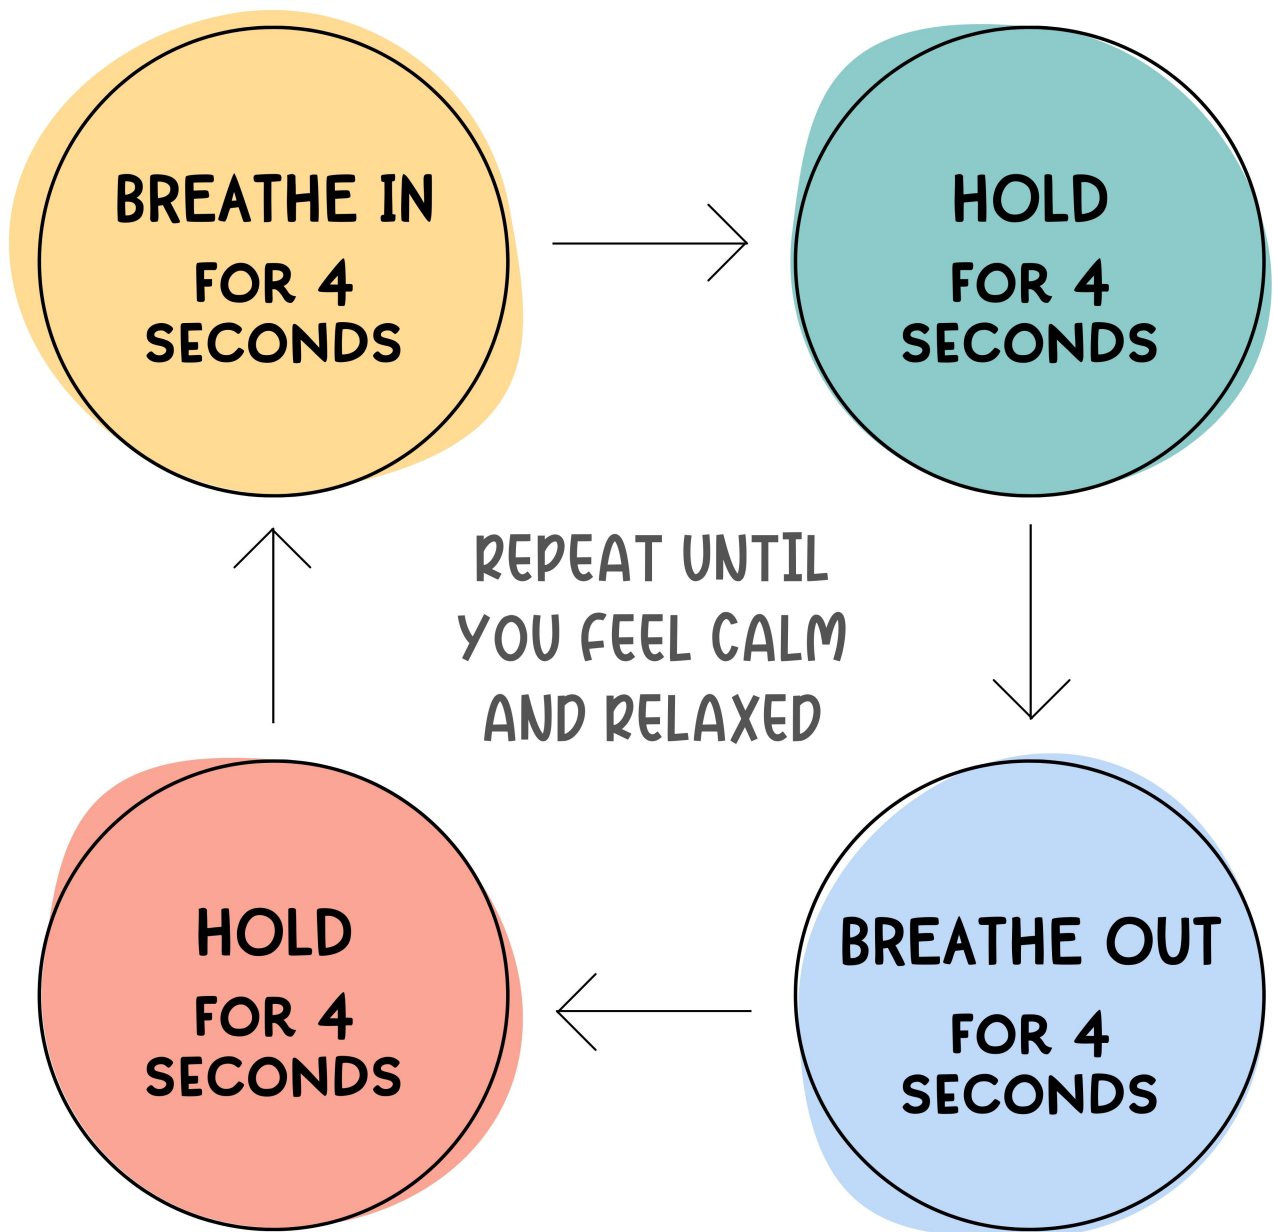 BREATHE IN
FOR 4
SECONDS
HOLD
FOR 4
SECONDS
REPEAT UNTIL
YOU FEEL CALM
AND RELAXED
HOLD
FOR 4
SECONDS
BREATHE OUT
FOR 4
SECONDS